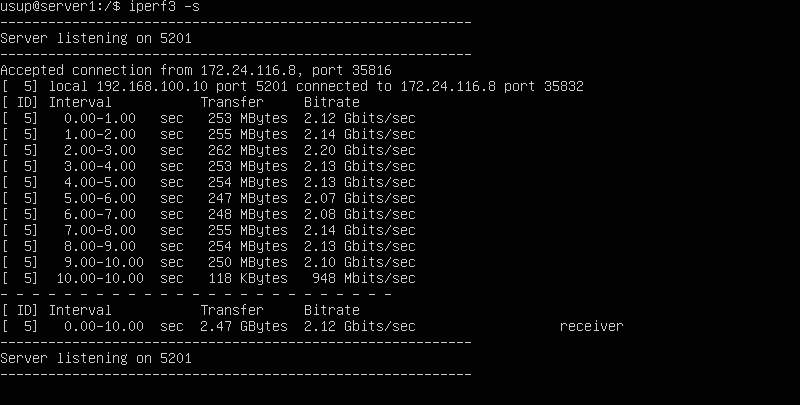 usup@server1:/$ iperf3 -s
-----------------------------------------------------------
Server listening on 5201
-----------------------------------------------------------
Accepted connection from 172.24.116.8, port 35816
[  5] local 192.168.100.10 port 5201 connected to 172.24.116.8 port 35832
[ ID] Interval           Transfer     Bitrate
[  5]   0.00-1.00   sec   253 MBytes  2.12 Gbits/sec
[  5]   1.00-2.00   sec   255 MBytes  2.14 Gbits/sec
[  5]   2.00-3.00   sec   262 MBytes  2.20 Gbits/sec
[  5]   3.00-4.00   sec   253 MBytes  2.13 Gbits/sec
[  5]   4.00-5.00   sec   254 MBytes  2.13 Gbits/sec
[  5]   5.00-6.00   sec   247 MBytes  2.07 Gbits/sec
[  5]   6.00-7.00   sec   248 MBytes  2.08 Gbits/sec
[  5]   7.00-8.00   sec   255 MBytes  2.14 Gbits/sec
[  5]   8.00-9.00   sec   254 MBytes  2.13 Gbits/sec
[  5]   9.00-10.00  sec   250 MBytes  2.10 Gbits/sec
[  5]  10.00-10.00  sec   118 KBytes   948 Mbits/sec
- - - - - - - - - - - - - - - - - - - - - - - - -
[ ID] Interval           Transfer     Bitrate
[  5]   0.00-10.00  sec  2.47 GBytes  2.12 Gbits/sec                  receiver
-----------------------------------------------------------
Server listening on 5201
-----------------------------------------------------------